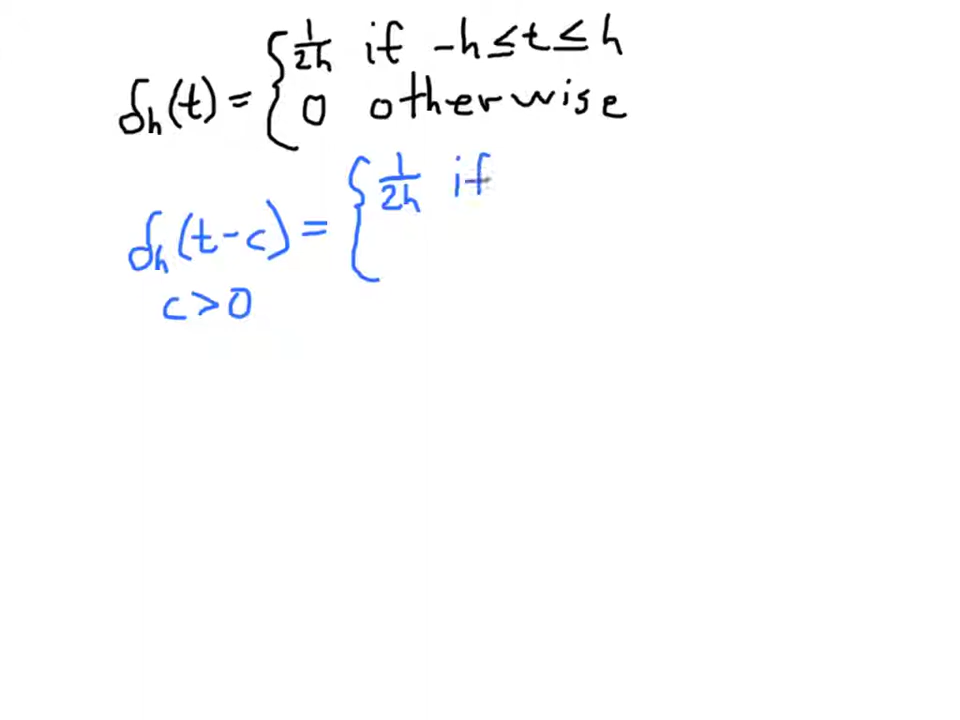 δh(t) = { 1/2h if -h ≤ t ≤ h
0 otherwise
δh(t-c) = { 1/2h if
c > 0